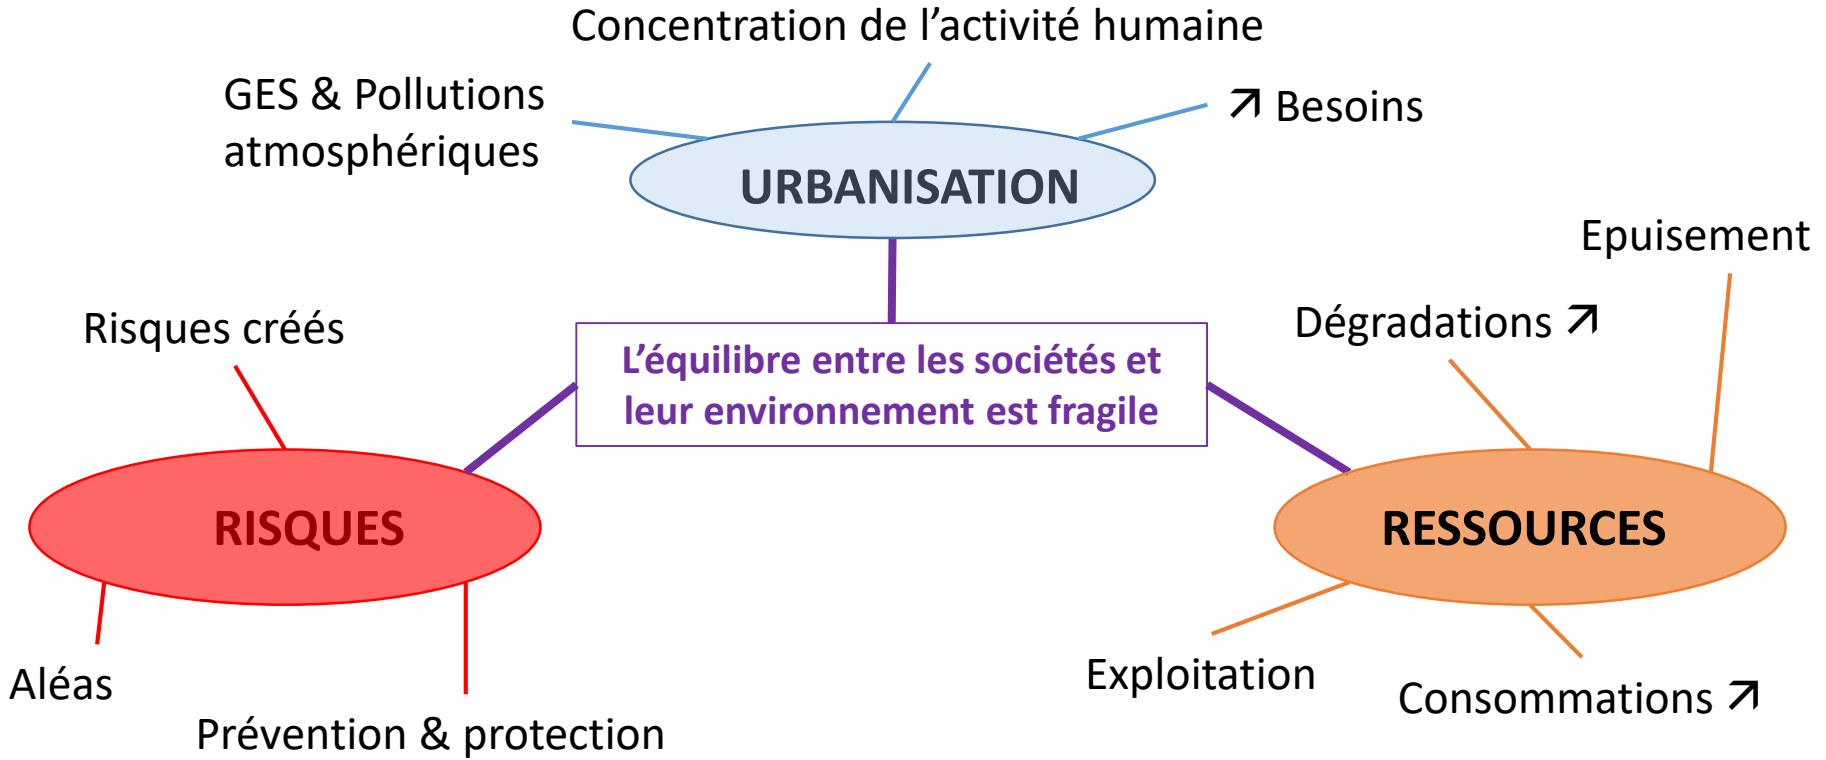 Concentration de l’activité humaine
GES & Pollutions
atmosphériques
↗ Besoins
URBANISATION
Epuisement
Risques créés
Dégradations ↗
L’équilibre entre les sociétés et
leur environnement est fragile
RISQUES
RESSOURCES
Aléas
Exploitation
Consommations ↗
Prévention & protection